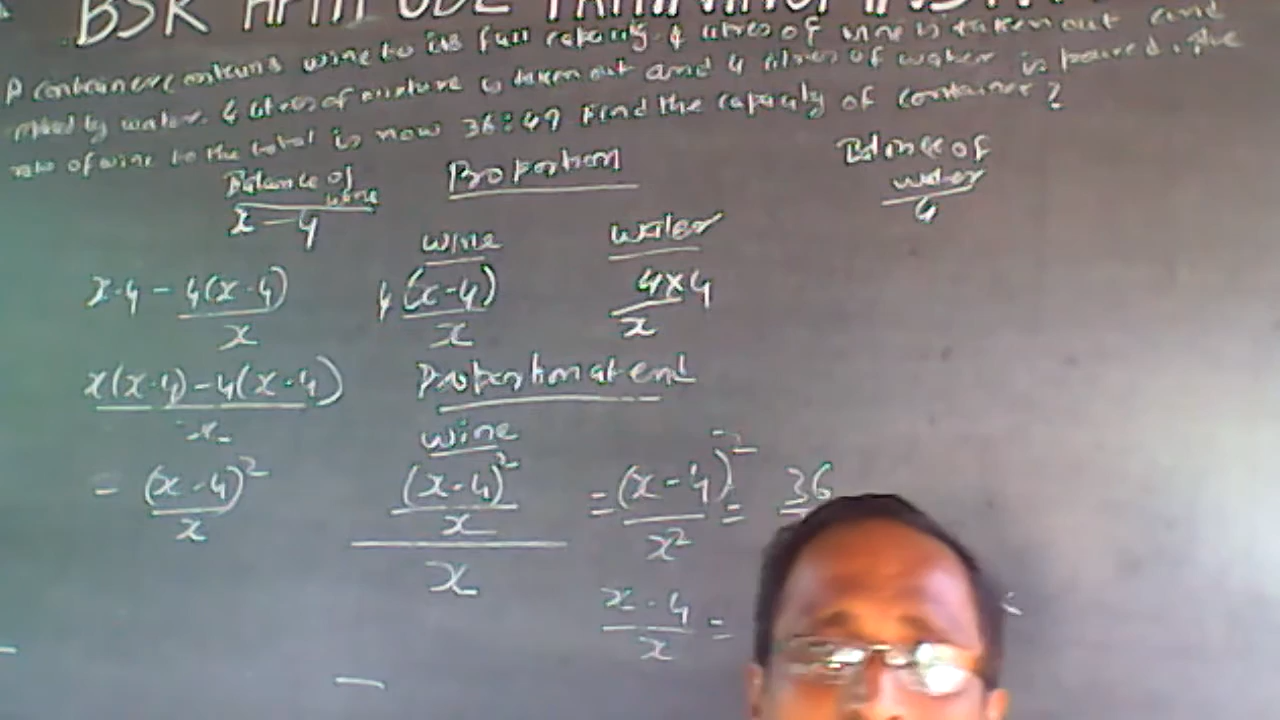 BSR APTITUDE TRAINING INST
A container contains wine to its full capacity. 4 litres of wine is taken out and
by water. 4 litres of mixture is taken out and 4 litres of water is poured. The
ratio of wine to the total is now 36:49 Find the capacity of container?
Balance of wine
Proportion
Balance of water
x-4
4
wine water
x-4 - 4(x-4)/x
4(x-4)/x
4x4/x
x(x-4)-4(x-4)/x
Proportion at end
wine
= (x-4)²/x
(x-4)²/x/x = (x-4)²/x² = 36
x-4/x =